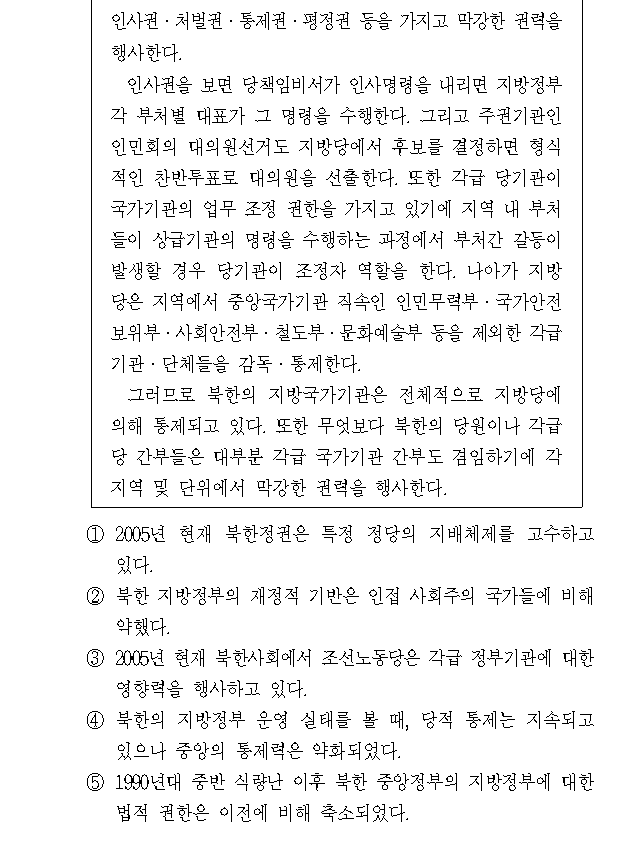 인사권·처벌권·통제권·평정권 등을 가지고 막강한 권력을
행사한다.
인사권을 보면 당책임비서가 인사명령을 내리면 지방정부
각 부처별 대표가 그 명령을 수행한다. 그리고 주권기관인
인민회의 대의원선거도 지방당에서 후보를 결정하면 형식
적인 찬반투표로 대의원을 선출한다. 또한 각급 당기관이
국가기관의 업무 조정 권한을 가지고 있기에 지역 내 부처
들이 상급기관의 명령을 수행하는 과정에서 부처간 갈등이
발생할 경우 당기관이 조정자 역할을 한다. 나아가 지방
당은 지역에서 중앙국가기관 직속인 인민무력부·국가안전
보위부·사회안전부·철도부·문화예술부 등을 제외한 각급
기관·단체들을 감독·통제한다.
그러므로 북한의 지방국가기관은 전체적으로 지방당에
의해 통제되고 있다. 또한 무엇보다 북한의 당원이나 각급
당 간부들은 대부분 각급 국가기관 간부도 겸임하기에 각
지역 및 단위에서 막강한 권력을 행사한다.
① 2005년 현재 북한정권은 특정 정당의 지배체제를 고수하고
있다.
② 북한 지방정부의 재정적 기반은 인접 사회주의 국가들에 비해
약했다.
③ 2005년 현재 북한사회에서 조선노동당은 각급 정부기관에 대한
영향력을 행사하고 있다.
④ 북한의 지방정부 운영 실태를 볼 때, 당적 통제는 지속되고
있으나 중앙의 통제력은 약화되었다.
⑤ 1990년대 중반 식량난 이후 북한 중앙정부의 지방정부에 대한
법적 권한은 이전에 비해 축소되었다.